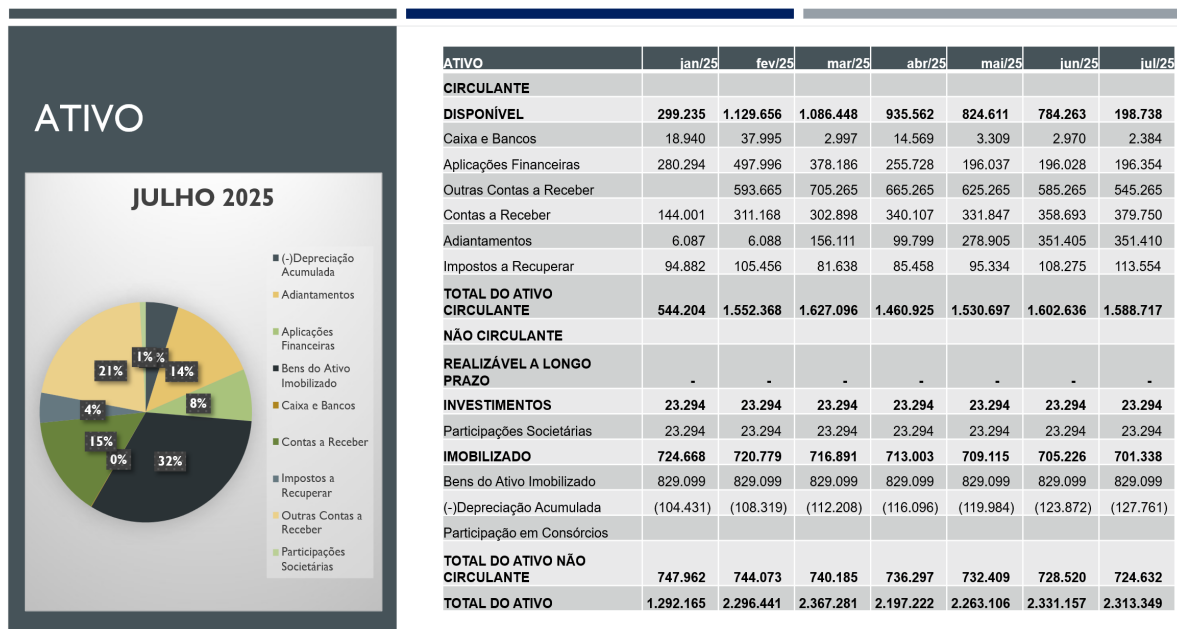 ATIVO
JULHO 2025
(-)Depreciação
Acumulada
Adiantamentos
Aplicações
Financeiras
Bens do Ativo
Imobilizado
Caixa e Bancos
Contas a Receber
Impostos a
Recuperar
Outras Contas a
Receber
Participações
Societárias
1% %
21% 14%
4% 8%
15%
0% 32%
ATIVO jan/25 fev/25 mar/25 abr/25 mai/25 jun/25 jul/25
CIRCULANTE
DISPONÍVEL 299.235 1.129.656 1.086.448 935.562 824.611 784.263 198.738
Caixa e Bancos 18.940 37.995 2.997 14.569 3.309 2.970 2.384
Aplicações Financeiras 280.294 497.996 378.186 255.728 196.037 196.028 196.354
Outras Contas a Receber 593.665 705.265 665.265 625.265 585.265 545.265
Contas a Receber 144.001 311.168 302.898 340.107 331.847 358.693 379.750
Adiantamentos 6.087 6.088 156.111 99.799 278.905 351.405 351.410
Impostos a Recuperar 94.882 105.456 81.638 85.458 95.334 108.275 113.554
TOTAL DO ATIVO
CIRCULANTE 544.204 1.552.368 1.627.096 1.460.925 1.530.697 1.602.636 1.588.717
NÃO CIRCULANTE
REALIZÁVEL A LONGO
PRAZO - - - - - - -
INVESTIMENTOS 23.294 23.294 23.294 23.294 23.294 23.294 23.294
Participações Societárias 23.294 23.294 23.294 23.294 23.294 23.294 23.294
IMOBILIZADO 724.668 720.779 716.891 713.003 709.115 705.226 701.338
Bens do Ativo Imobilizado 829.099 829.099 829.099 829.099 829.099 829.099 829.099
(-)Depreciação Acumulada (104.431) (108.319) (112.208) (116.096) (119.984) (123.872) (127.761)
Participação em Consórcios
TOTAL DO ATIVO NÃO
CIRCULANTE 747.962 744.073 740.185 736.297 732.409 728.520 724.632
TOTAL DO ATIVO 1.292.165 2.296.441 2.367.281 2.197.222 2.263.106 2.331.157 2.313.349